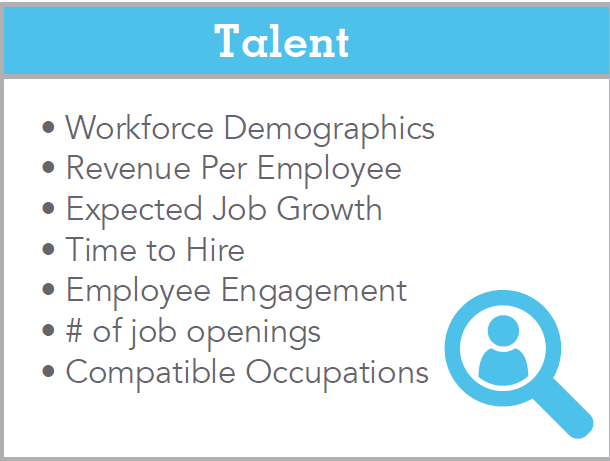 Talent
• Workforce Demographics
• Revenue Per Employee
• Expected Job Growth
• Time to Hire
• Employee Engagement
• # of job openings
• Compatible Occupations